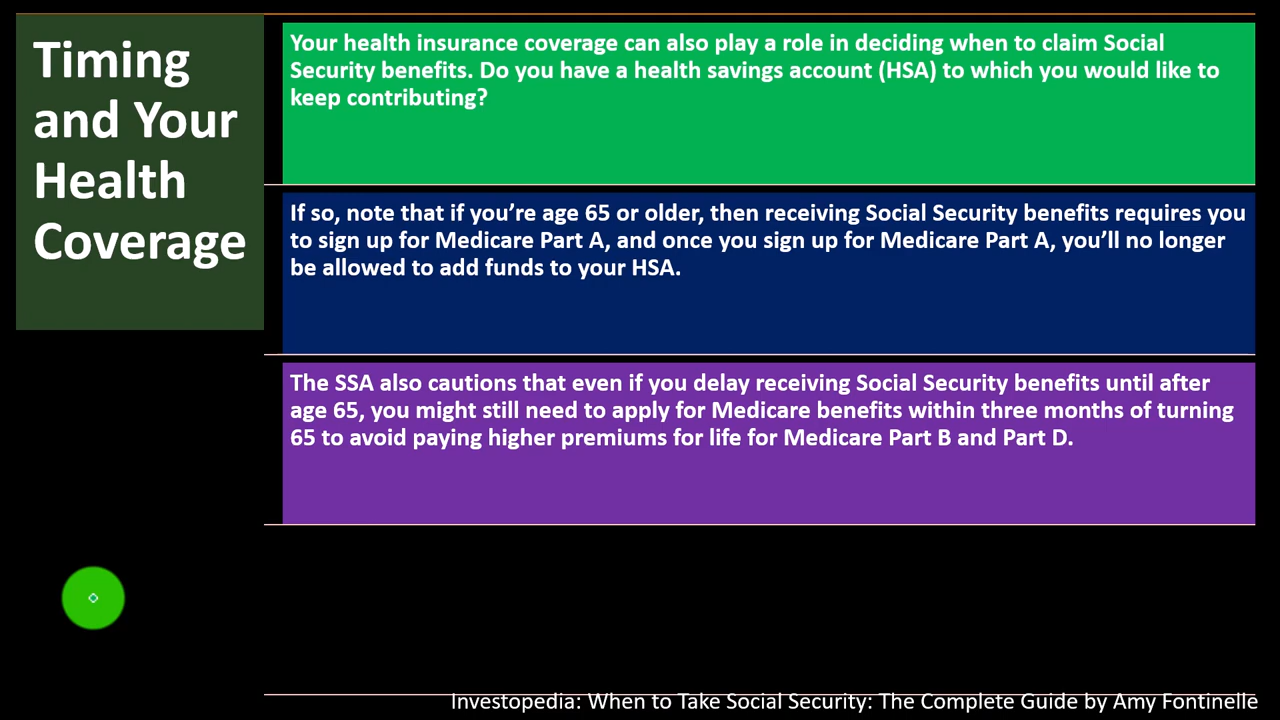 Timing
and Your
Health
Coverage
Your health insurance coverage can also play a role in deciding when to claim Social
Security benefits. Do you have a health savings account (HSA) to which you would like to
keep contributing?
If so, note that if you’re age 65 or older, then receiving Social Security benefits requires you
to sign up for Medicare Part A, and once you sign up for Medicare Part A, you’ll no longer
be allowed to add funds to your HSA.
The SSA also cautions that even if you delay receiving Social Security benefits until after
age 65, you might still need to apply for Medicare benefits within three months of turning
65 to avoid paying higher premiums for life for Medicare Part B and Part D.
Investopedia: When to Take Social Security: The Complete Guide by Amy Fontinelle